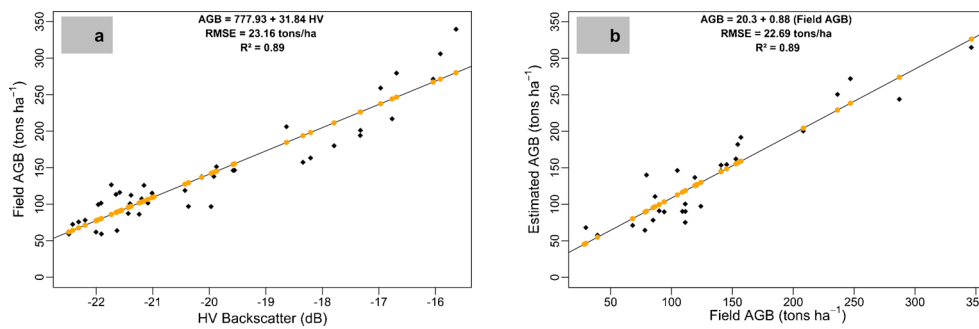 a
AGB = 777.93 + 31.84 HV
RMSE = 23.16 tons/ha
R² = 0.89
Field AGB (tons ha⁻¹)
350
300
250
200
150
100
50
0
-22
-21
-20
-19
-18
-17
-16
HV Backscatter (dB)
b
AGB = 20.3 + 0.88 (Field AGB)
RMSE = 22.69 tons/ha
R² = 0.89
Estimated AGB (tons ha⁻¹)
350
300
250
200
150
100
50
0
50
100
150
200
250
300
Field AGB (tons ha⁻¹)